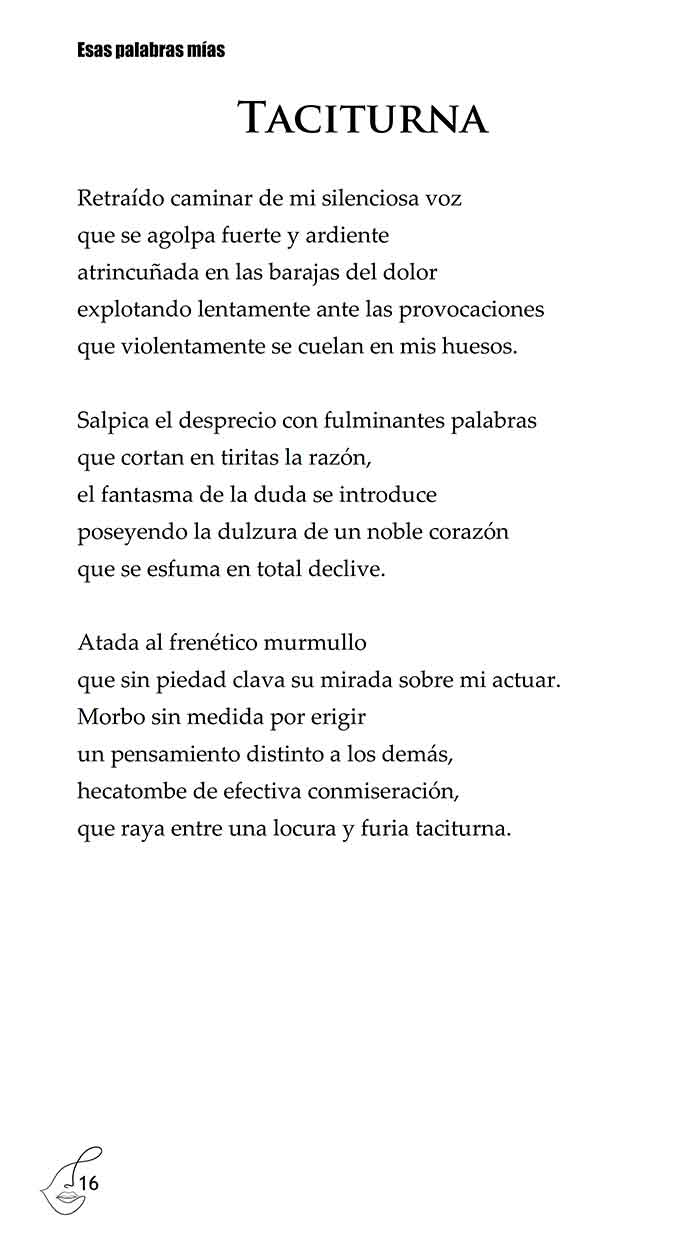 Esas palabras mías
TACITURNA
Retraído caminar de mi silenciosa voz
que se agolpa fuerte y ardiente
atrincuñada en las barajas del dolor
explotando lentamente ante las provocaciones
que violentamente se cuelan en mis huesos.
Salpica el desprecio con fulminantes palabras
que cortan en tiritas la razón,
el fantasma de la duda se introduce
poseyendo la dulzura de un noble corazón
que se esfuma en total declive.
Atada al frenético murmullo
que sin piedad clava su mirada sobre mi actuar.
Morbo sin medida por erigir
un pensamiento distinto a los demás,
hecatombe de efectiva conmiseración,
que raya entre una locura y furia taciturna.
16